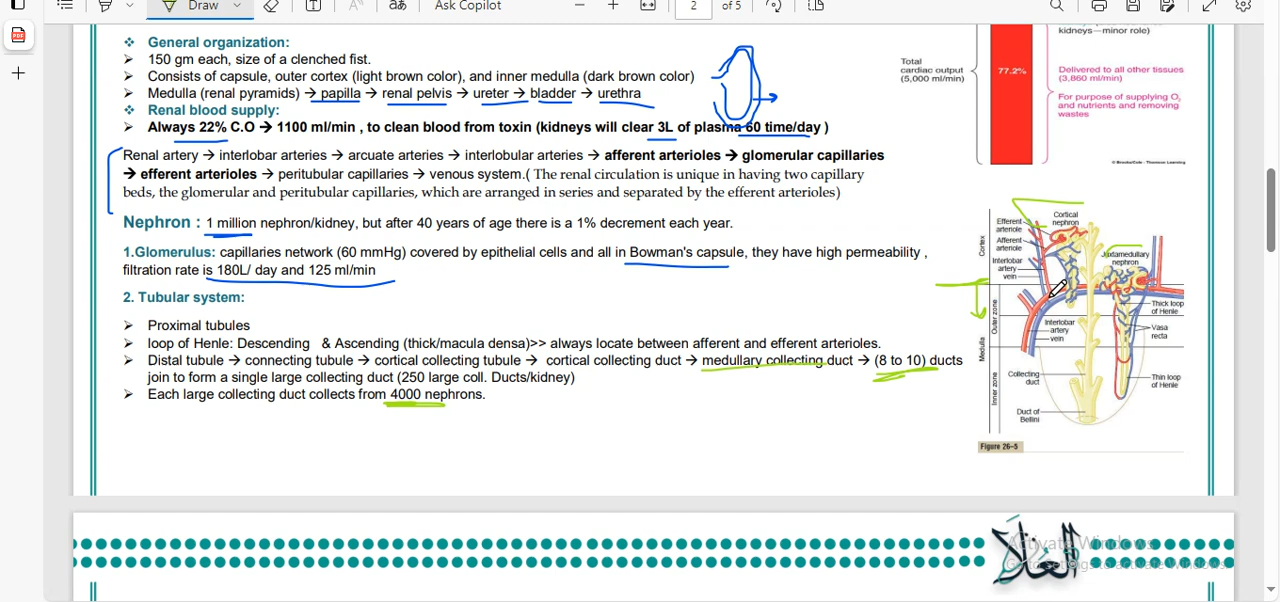 Draw
Ask Copilot
2
of 5
❖ General organization:
➤ 150 gm each, size of a clenched fist.
➤ Consists of capsule, outer cortex (light brown color), and inner medulla (dark brown color)
➤ Medulla (renal pyramids) → papilla → renal pelvis → ureter → bladder → urethra
❖ Renal blood supply:
➤ Always 22% C.O → 1100 ml/min , to clean blood from toxin (kidneys will clear 3L of plasma 60 time/day )
Renal artery → interlobar arteries → arcuate arteries → interlobular arteries → afferent arterioles → glomerular capillaries
→ efferent arterioles → peritubular capillaries → venous system.( The renal circulation is unique in having two capillary
beds, the glomerular and peritubular capillaries, which are arranged in series and separated by the efferent arterioles)
Nephron : 1 million nephron/kidney, but after 40 years of age there is a 1% decrement each year.
1.Glomerulus: capillaries network (60 mmHg) covered by epithelial cells and all in Bowman's capsule, they have high permeability ,
filtration rate is 180L/ day and 125 ml/min
2. Tubular system:
➤ Proximal tubules
➤ loop of Henle: Descending & Ascending (thick/macula densa)>> always locate between afferent and efferent arterioles.
➤ Distal tubule → connecting tubule → cortical collecting tubule → cortical collecting duct → medullary collecting duct → (8 to 10) ducts
join to form a single large collecting duct (250 large coll. Ducts/kidney)
➤ Each large collecting duct collects from 4000 nephrons.
kidneys—minor role)
Total
cardiac output
(5,000 ml/min)
77.2%
Delivered to all other tissues
(3,860 ml/min)
For purpose of supplying O2
and nutrients and removing
wastes
© Brooks/Cole - Thomson Learning
Cortical
nephron
Efferent
arteriole
Afferent
arteriole
Interlobar
artery
vein
Juxtamedullary
nephron
Cortex
Outer zone
Medulla
Inner zone
Thick loop
of Henle
Interlobar
artery
vein
Vasa
recta
Collecting
duct
Thin loop
of Henle
Duct of
Bellini
Figure 26-5
العلا
Activate Windows
Go to Settings to activate Windows.